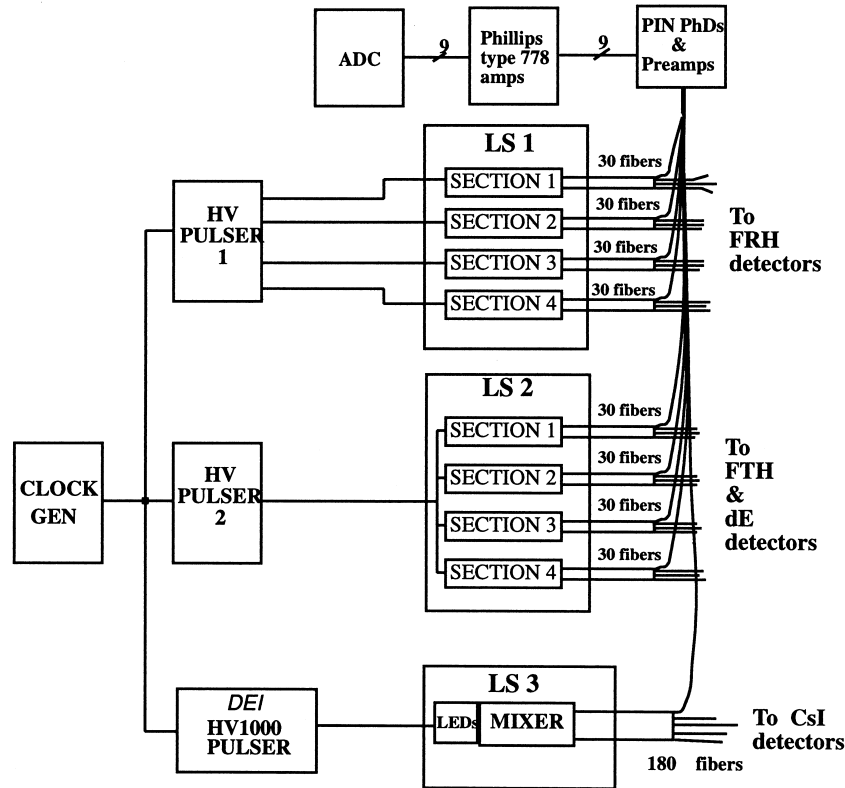 ADC
9
Phillips
type 778
amps
9
PIN PhDs
&
Preamps
LS 1
SECTION 1
SECTION 2
SECTION 3
SECTION 4
30 fibers
30 fibers
30 fibers
30 fibers
To
FRH
detectors
HV
PULSER
1
LS 2
SECTION 1
SECTION 2
SECTION 3
SECTION 4
30 fibers
30 fibers
30 fibers
30 fibers
To
FTH
&
dE
detectors
CLOCK
GEN
HV
PULSER
2
DEI
HV1000
PULSER
LS 3
LEDs
MIXER
To CsI
detectors
180 fibers